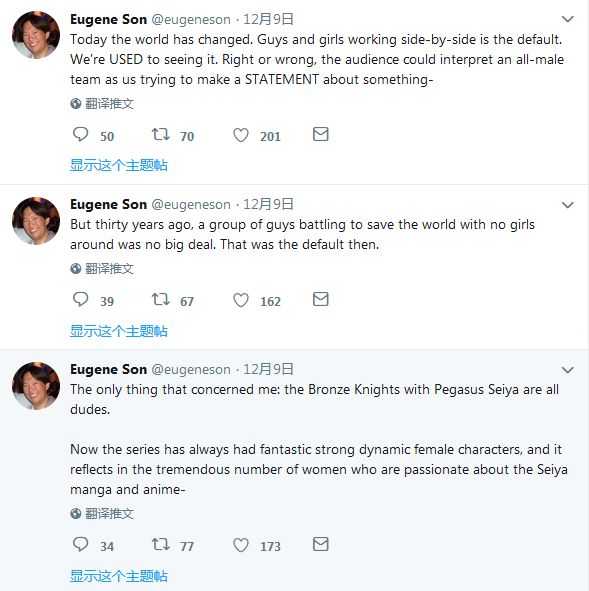 Eugene Son @eugeneson · 12月9日
Today the world has changed. Guys and girls working side-by-side is the default.
We're USED to seeing it. Right or wrong, the audience could interpret an all-male
team as us trying to make a STATEMENT about something-
翻译推文
50 70 201
显示这个主题帖
Eugene Son @eugeneson · 12月9日
But thirty years ago, a group of guys battling to save the world with no girls
around was no big deal. That was the default then.
翻译推文
39 67 162
显示这个主题帖
Eugene Son @eugeneson · 12月9日
The only thing that concerned me: the Bronze Knights with Pegasus Seiya are all
dudes.
Now the series has always had fantastic strong dynamic female characters, and it
reflects in the tremendous number of women who are passionate about the Seiya
manga and anime-
翻译推文
34 77 173
显示这个主题帖